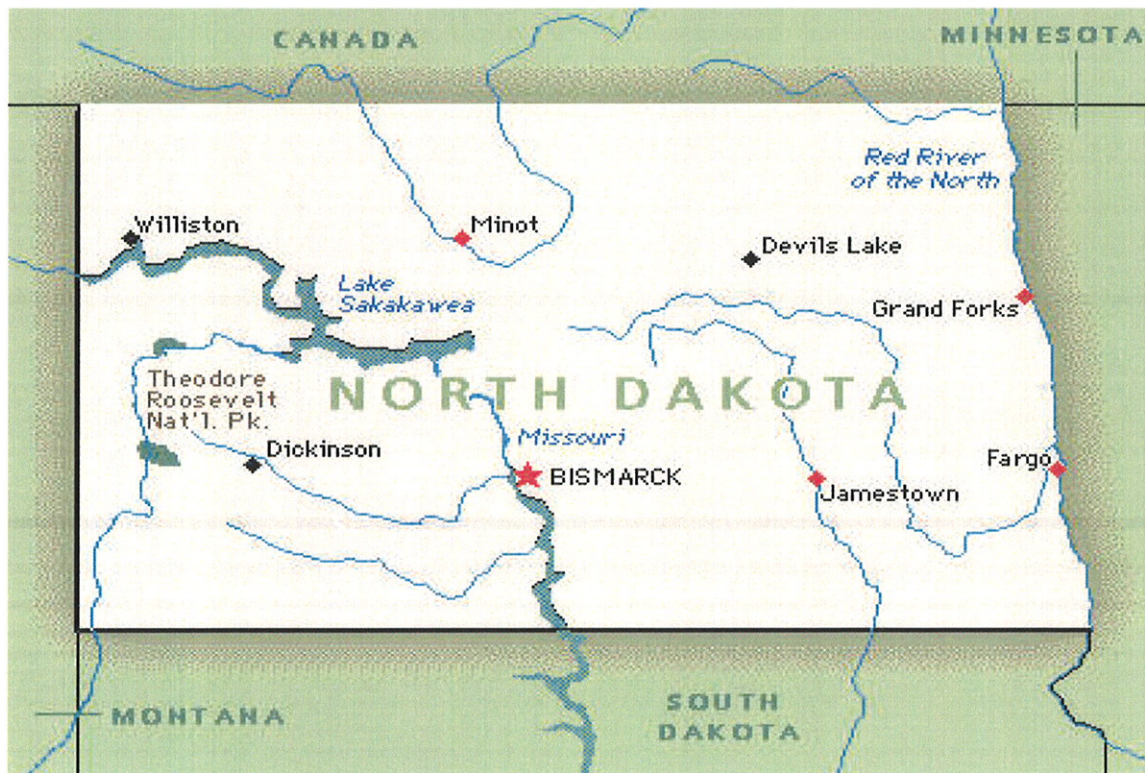 CANADA
MINNESOTA
Red River
of the North
Williston
Minot
Devils Lake
Lake
Sakakawea
Grand Forks
Theodore
Roosevelt
Nat'l. Pk.
NORTH DAKOTA
Missouri
Dickinson
Fargo
BISMARCK
Jamestown
MONTANA
SOUTH
DAKOTA